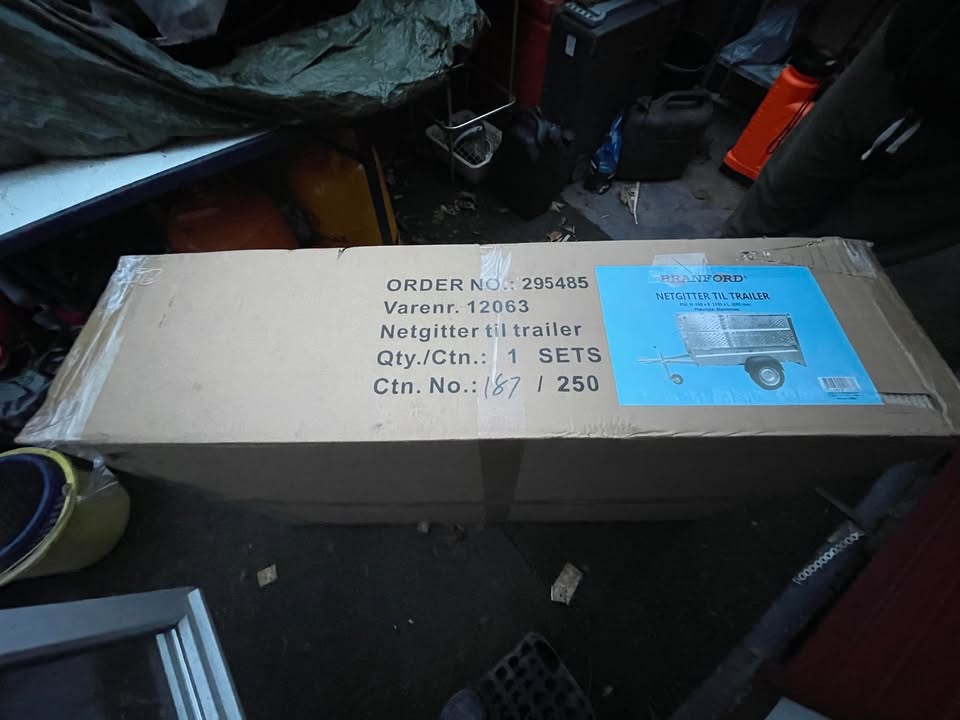 ORDER NO.: 295485
Varenr. 12063
Netgitter til trailer
Qty./Ctn.: 1 SETS
Ctn. No.: 187 / 250
BRANFORD
NETGITTER TIL TRAILER